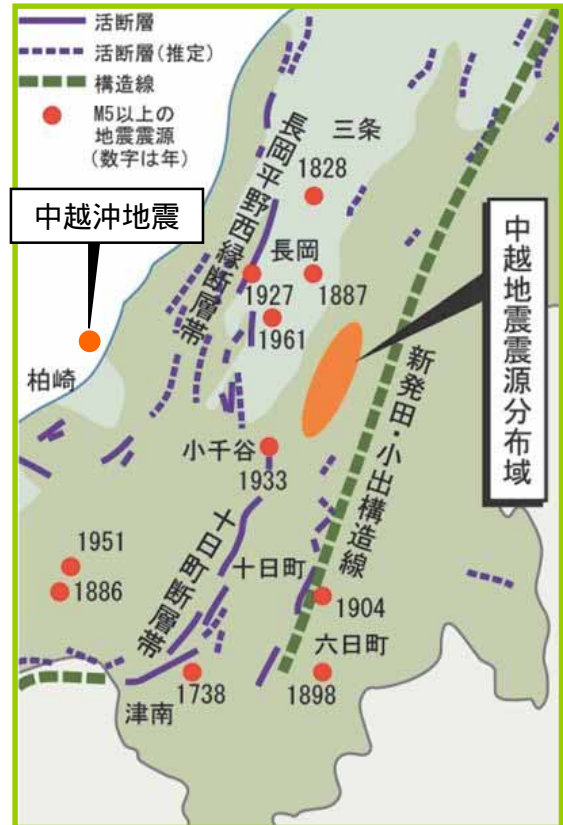 活断層
活断層(推定)
構造線
M5以上の
地震震源
(数字は年)
三条
1828
中越沖地震
長岡平野西縁断層帯
長岡
1927
1887
1961
中越地震震源分布域
柏崎
新発田・小出構造線
小千谷
1933
十日町断層帯
1951
1886
十日町
1904
六日町
1738
1898
津南